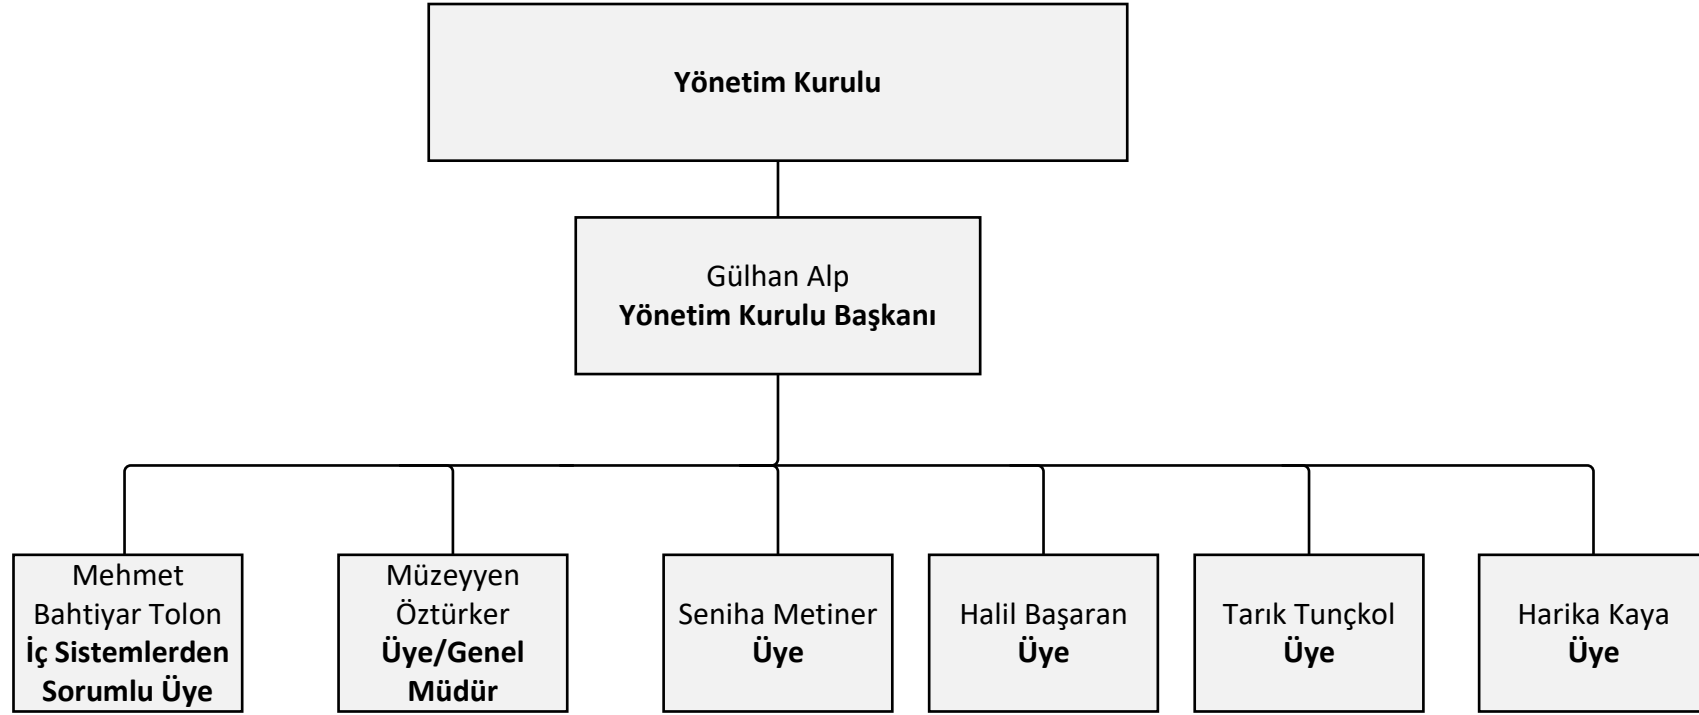 Yönetim Kurulu
Gülhan Alp
Yönetim Kurulu Başkanı
Mehmet
Bahtiyar Tolon
İç Sistemlerden
Sorumlu Üye
Müzeyyen
Öztürker
Üye/Genel
Müdür
Seniha Metiner
Üye
Halil Başaran
Üye
Tarık Tunçkol
Üye
Harika Kaya
Üye